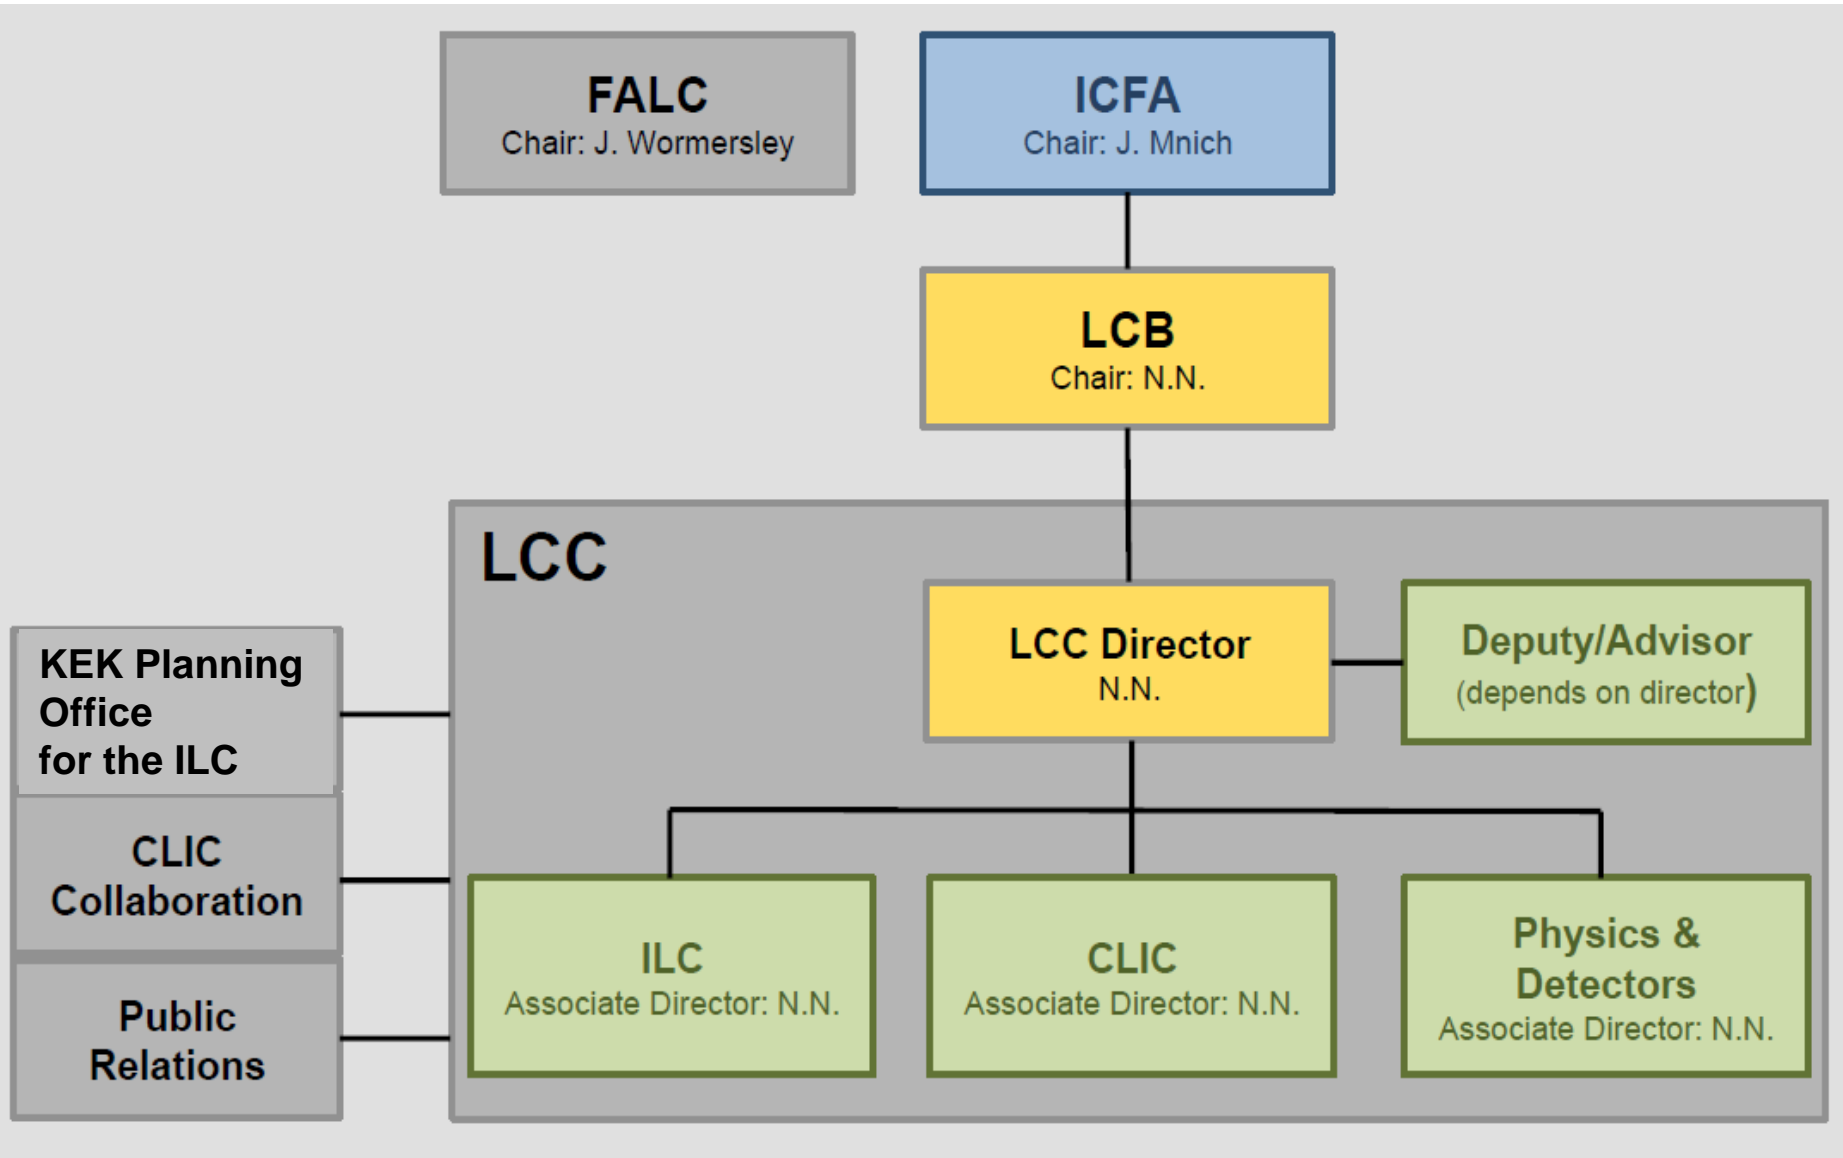 FALC
Chair: J. Wormersley
ICFA
Chair: J. Mnich
LCB
Chair: N.N.
LCC
LCC Director
N.N.
Deputy/Advisor
(depends on director)
KEK Planning
Office
for the ILC
CLIC
Collaboration
Public
Relations
ILC
Associate Director: N.N.
CLIC
Associate Director: N.N.
Physics &
Detectors
Associate Director: N.N.